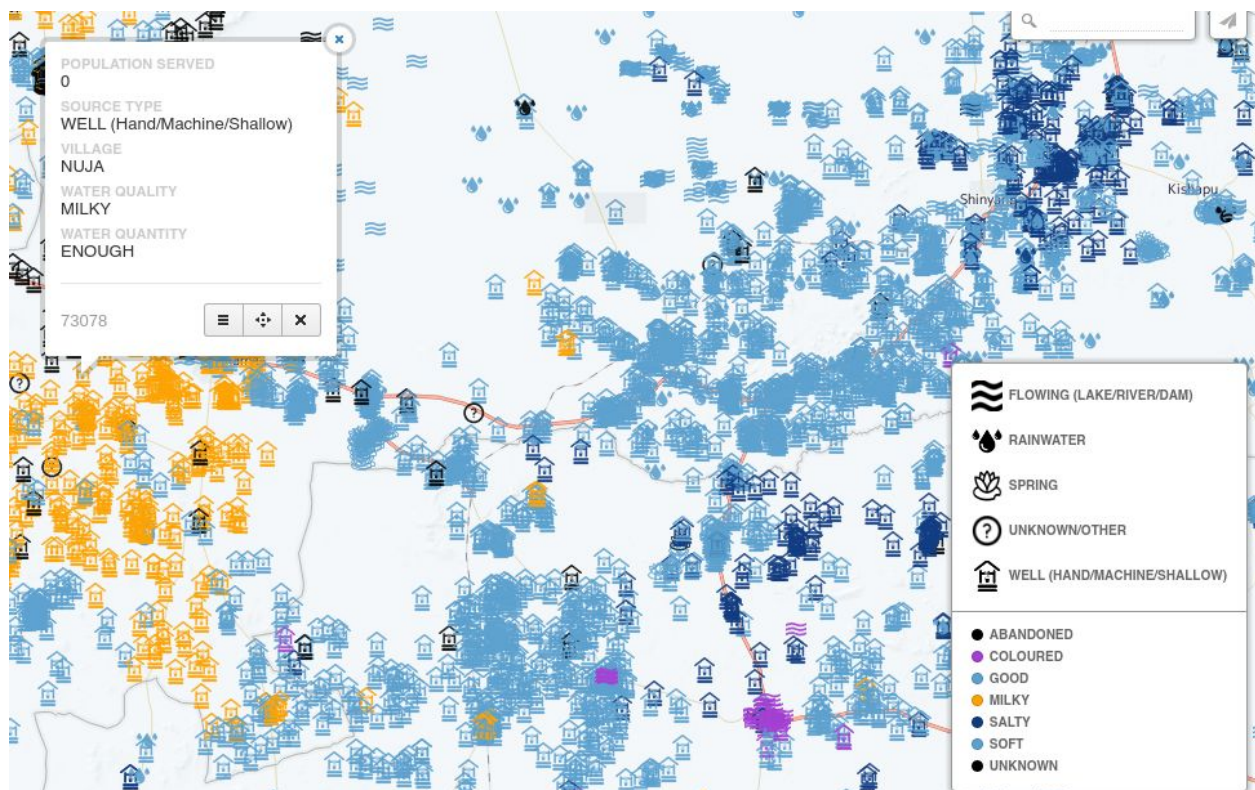 POPULATION SERVED
0
SOURCE TYPE
WELL (Hand/Machine/Shallow)
VILLAGE
NUJA
WATER QUALITY
MILKY
WATER QUANTITY
ENOUGH
73078
Kishapu
FLOWING (LAKE/RIVER/DAM)
RAINWATER
SPRING
? UNKNOWN/OTHER
WELL (HAND/MACHINE/SHALLOW)
ABANDONED
COLOURED
GOOD
MILKY
SALTY
SOFT
UNKNOWN